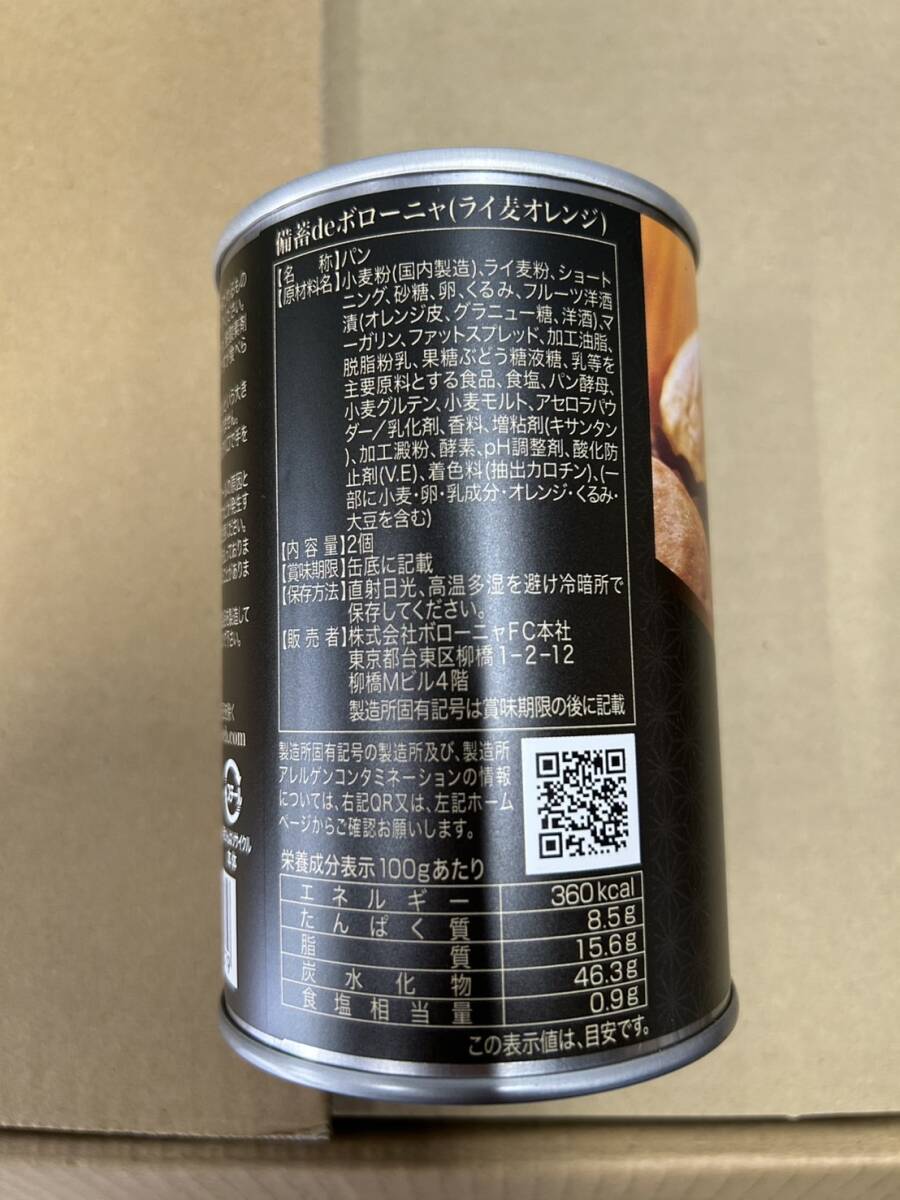 備蓄deボローニャ(ライ麦オレンジ)
【名 称】パン
【原材料名】小麦粉(国内製造)、ライ麦粉、ショート
ニング、砂糖、卵、くるみ、フルーツ洋酒
漬(オレンジ皮、グラニュー糖、洋酒)、マ
ーガリン、ファットスプレッド、加工油脂、
脱脂粉乳、果糖ぶどう糖液糖、乳等を
主要原料とする食品、食塩、パン酵母、
小麦グルテン、小麦モルト、アセロラパウ
ダー/乳化剤、香料、増粘剤(キサンタン
)、加工澱粉、酵素、pH調整剤、酸化防
止剤(V.E)、着色料(抽出カロチン)、(一
部に小麦・卵・乳成分・オレンジ・くるみ・
大豆を含む)
【内容量】2個
【賞味期限】缶底に記載
【保存方法】直射日光、高温多湿を避け冷暗所で
保存してください。
【販売者】株式会社ボローニャFC本社
東京都台東区柳橋1-2-12
柳橋Mビル4階
製造所固有記号は賞味期限の後に記載
製造所固有記号の製造所及び、製造所
アレルゲンコンタミネーションの情報
については、右記QR又は、左記ホーム
ページからご確認お願いします。
栄養成分表示100gあたり
エネルギー 360kcal
たんぱく質 8.5g
脂質 15.6g
炭水化物 46.3g
食塩相当量 0.9g
この表示値は、目安です。